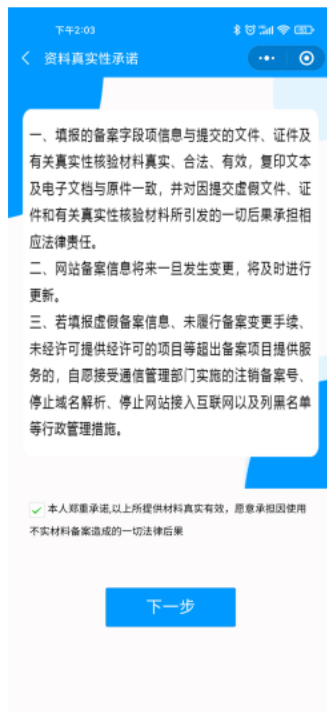 下午2:03
资料真实性承诺
一、填报的备案字段项信息与提交的文件、证件及
有关真实性核验材料真实、合法、有效，复印文本
及电子文档与原件一致，并对因提交虚假文件、证
件和有关真实性核验材料所引发的一切后果承担相
应法律责任。
二、网站备案信息将来一旦发生变更，将及时进行
更新。
三、若填报虚假备案信息、未履行备案变更手续、
未经许可提供经许可的项目等超出备案项目提供服
务的，自愿接受通信管理部门实施的注销备案号、
停止域名解析、停止网站接入互联网以及列黑名单
等行政管理措施。
本人郑重承诺,以上所提供材料真实有效，愿意承担因使用
不实材料备案造成的一切法律后果
下一步